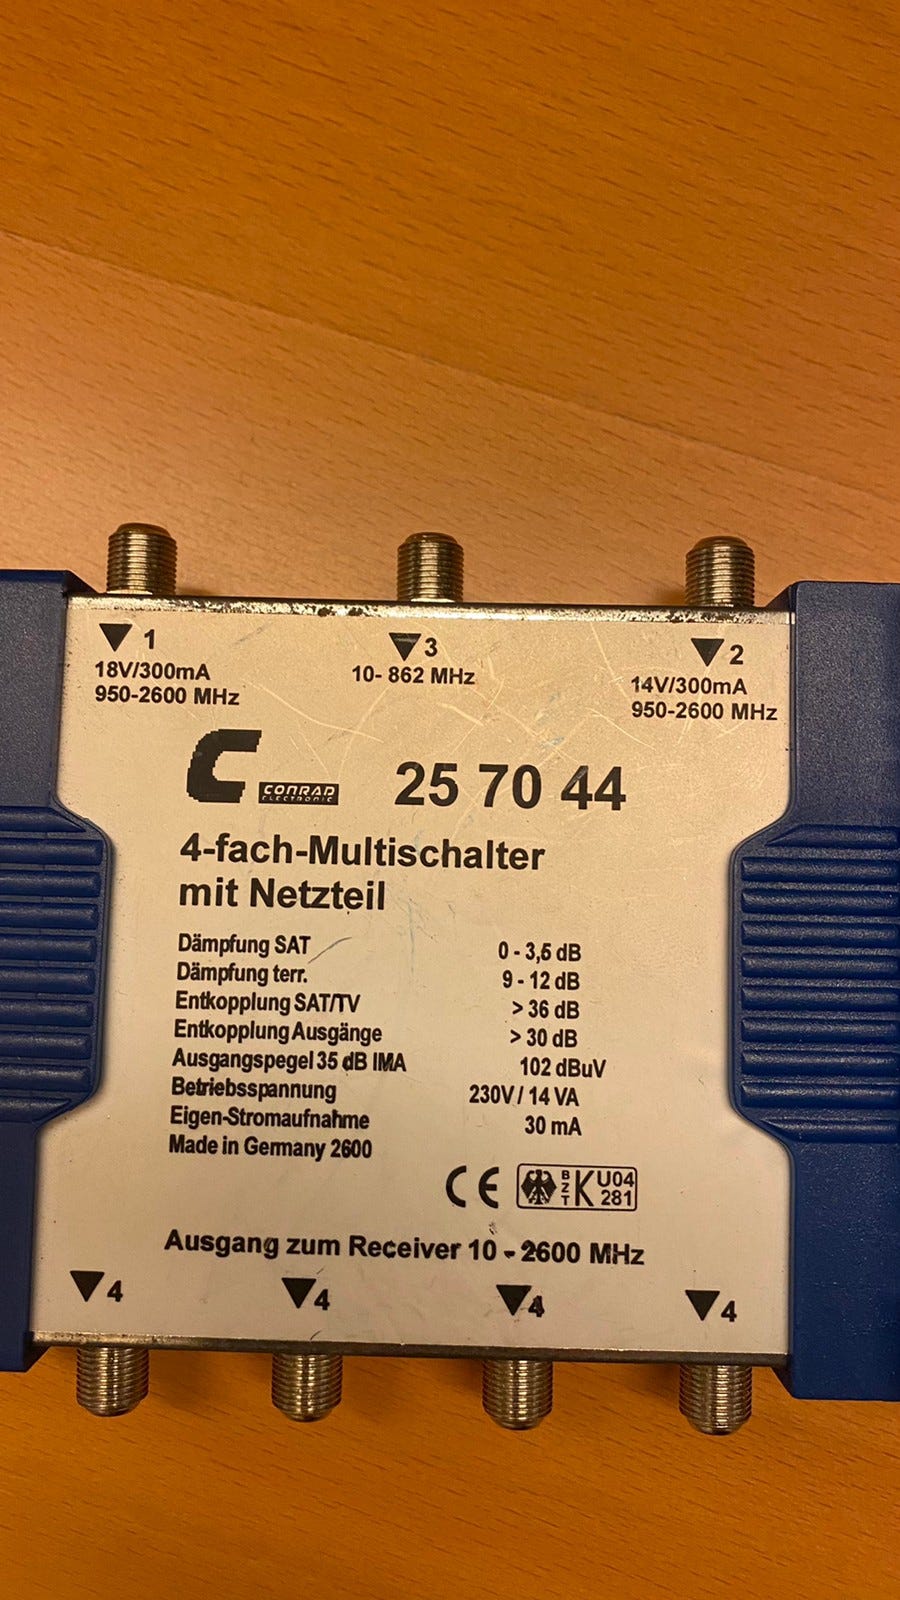 1 3 2
18V/300mA 10- 862 MHz 14V/300mA
950-2600 MHz 950-2600 MHz
C CONRAD ELECTRONIC 25 70 44
4-fach-Multischalter
mit Netzteil
Dämpfung SAT 0 - 3,5 dB
Dämpfung terr. 9 - 12 dB
Entkopplung SAT/TV > 36 dB
Entkopplung Ausgänge > 30 dB
Ausgangspegel 35 dB IMA 102 dBuV
Betriebsspannung 230V / 14 VA
Eigen-Stromaufnahme 30 mA
Made in Germany 2600
CE BZT K U04 281
Ausgang zum Receiver 10 - 2600 MHz
4 4 4 4